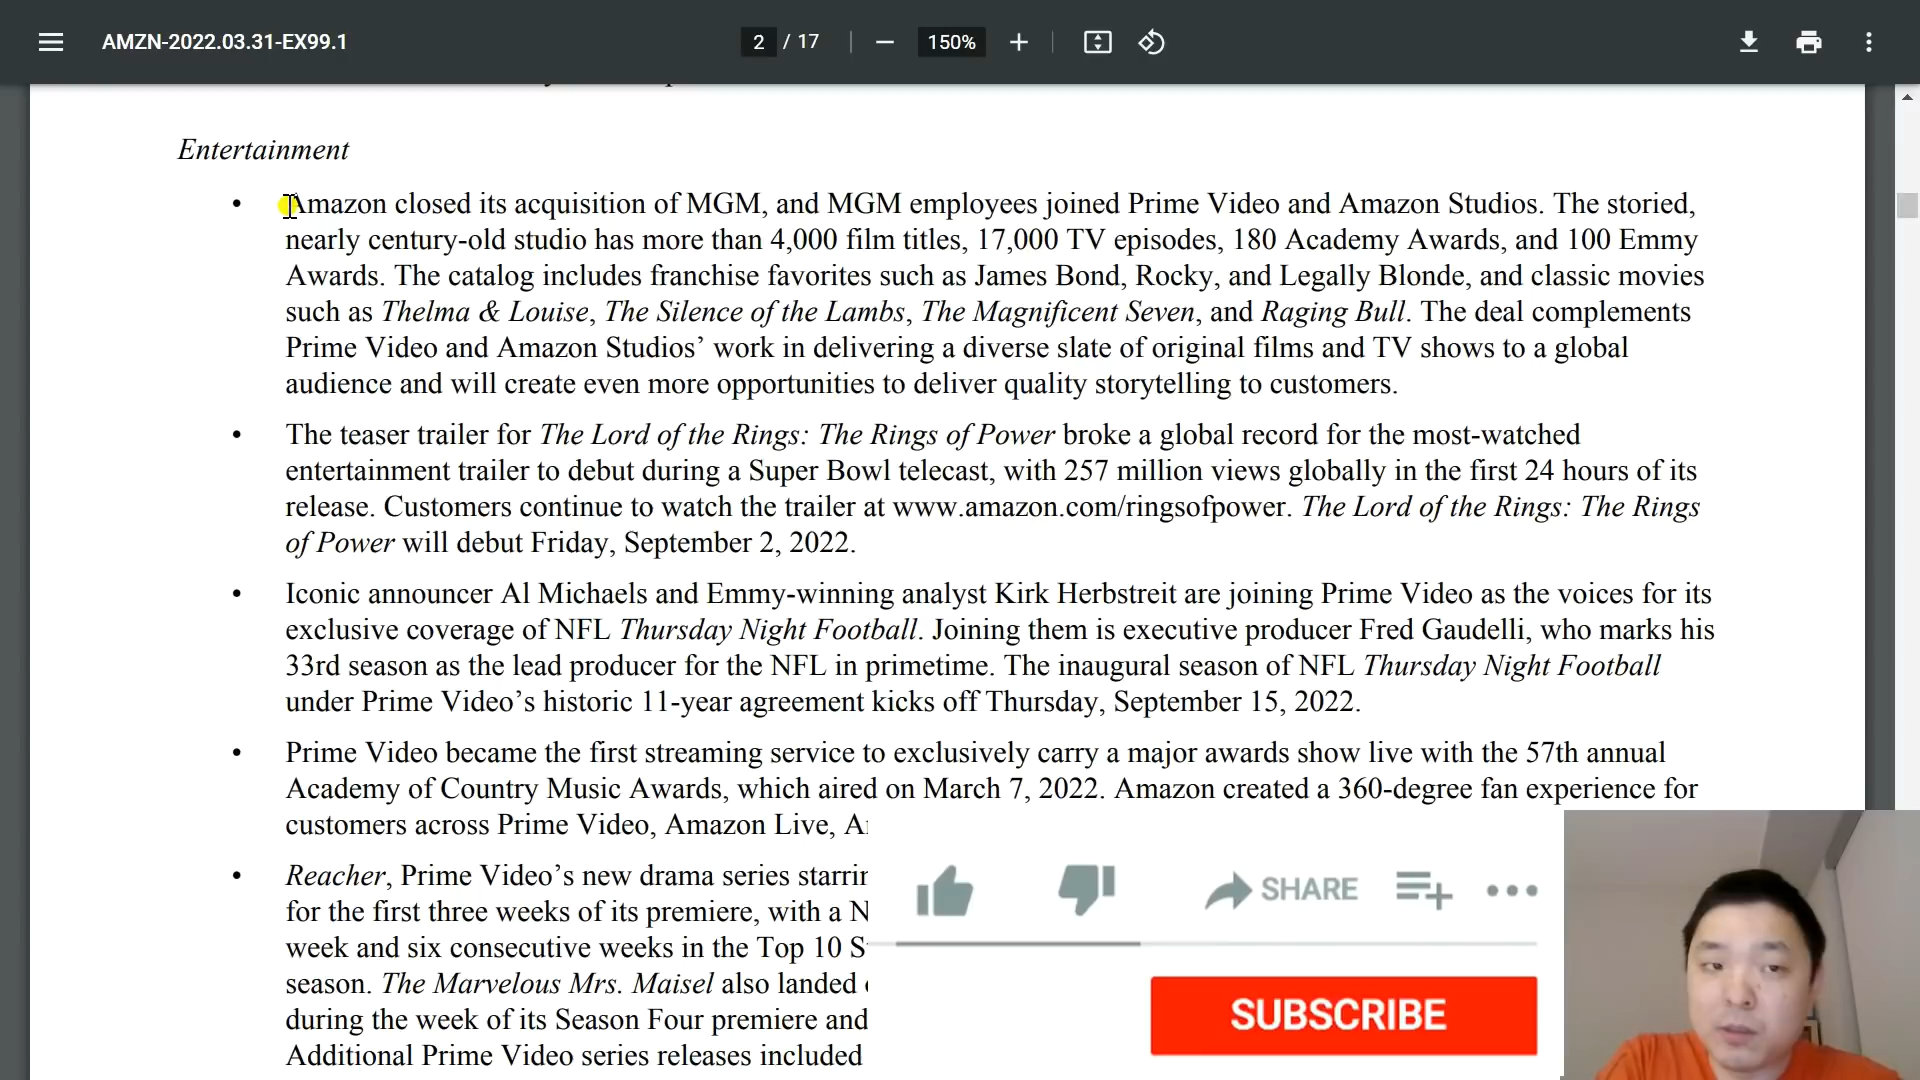 AMZN-2022.03.31-EX99.1
2 / 17
150%
Entertainment
• Amazon closed its acquisition of MGM, and MGM employees joined Prime Video and Amazon Studios. The storied,
nearly century-old studio has more than 4,000 film titles, 17,000 TV episodes, 180 Academy Awards, and 100 Emmy
Awards. The catalog includes franchise favorites such as James Bond, Rocky, and Legally Blonde, and classic movies
such as Thelma & Louise, The Silence of the Lambs, The Magnificent Seven, and Raging Bull. The deal complements
Prime Video and Amazon Studios’ work in delivering a diverse slate of original films and TV shows to a global
audience and will create even more opportunities to deliver quality storytelling to customers.
• The teaser trailer for The Lord of the Rings: The Rings of Power broke a global record for the most-watched
entertainment trailer to debut during a Super Bowl telecast, with 257 million views globally in the first 24 hours of its
release. Customers continue to watch the trailer at www.amazon.com/ringsofpower. The Lord of the Rings: The Rings
of Power will debut Friday, September 2, 2022.
• Iconic announcer Al Michaels and Emmy-winning analyst Kirk Herbstreit are joining Prime Video as the voices for its
exclusive coverage of NFL Thursday Night Football. Joining them is executive producer Fred Gaudelli, who marks his
33rd season as the lead producer for the NFL in primetime. The inaugural season of NFL Thursday Night Football
under Prime Video’s historic 11-year agreement kicks off Thursday, September 15, 2022.
• Prime Video became the first streaming service to exclusively carry a major awards show live with the 57th annual
Academy of Country Music Awards, which aired on March 7, 2022. Amazon created a 360-degree fan experience for
customers across Prime Video, Amazon Live,
• Reacher, Prime Video’s new drama series
for the first three weeks of its premiere, with a
week and six consecutive weeks in the Top 10
season. The Marvelous Mrs. Maisel also landed
during the week of its Season Four premiere and
Additional Prime Video series releases included
SHARE
SUBSCRIBE